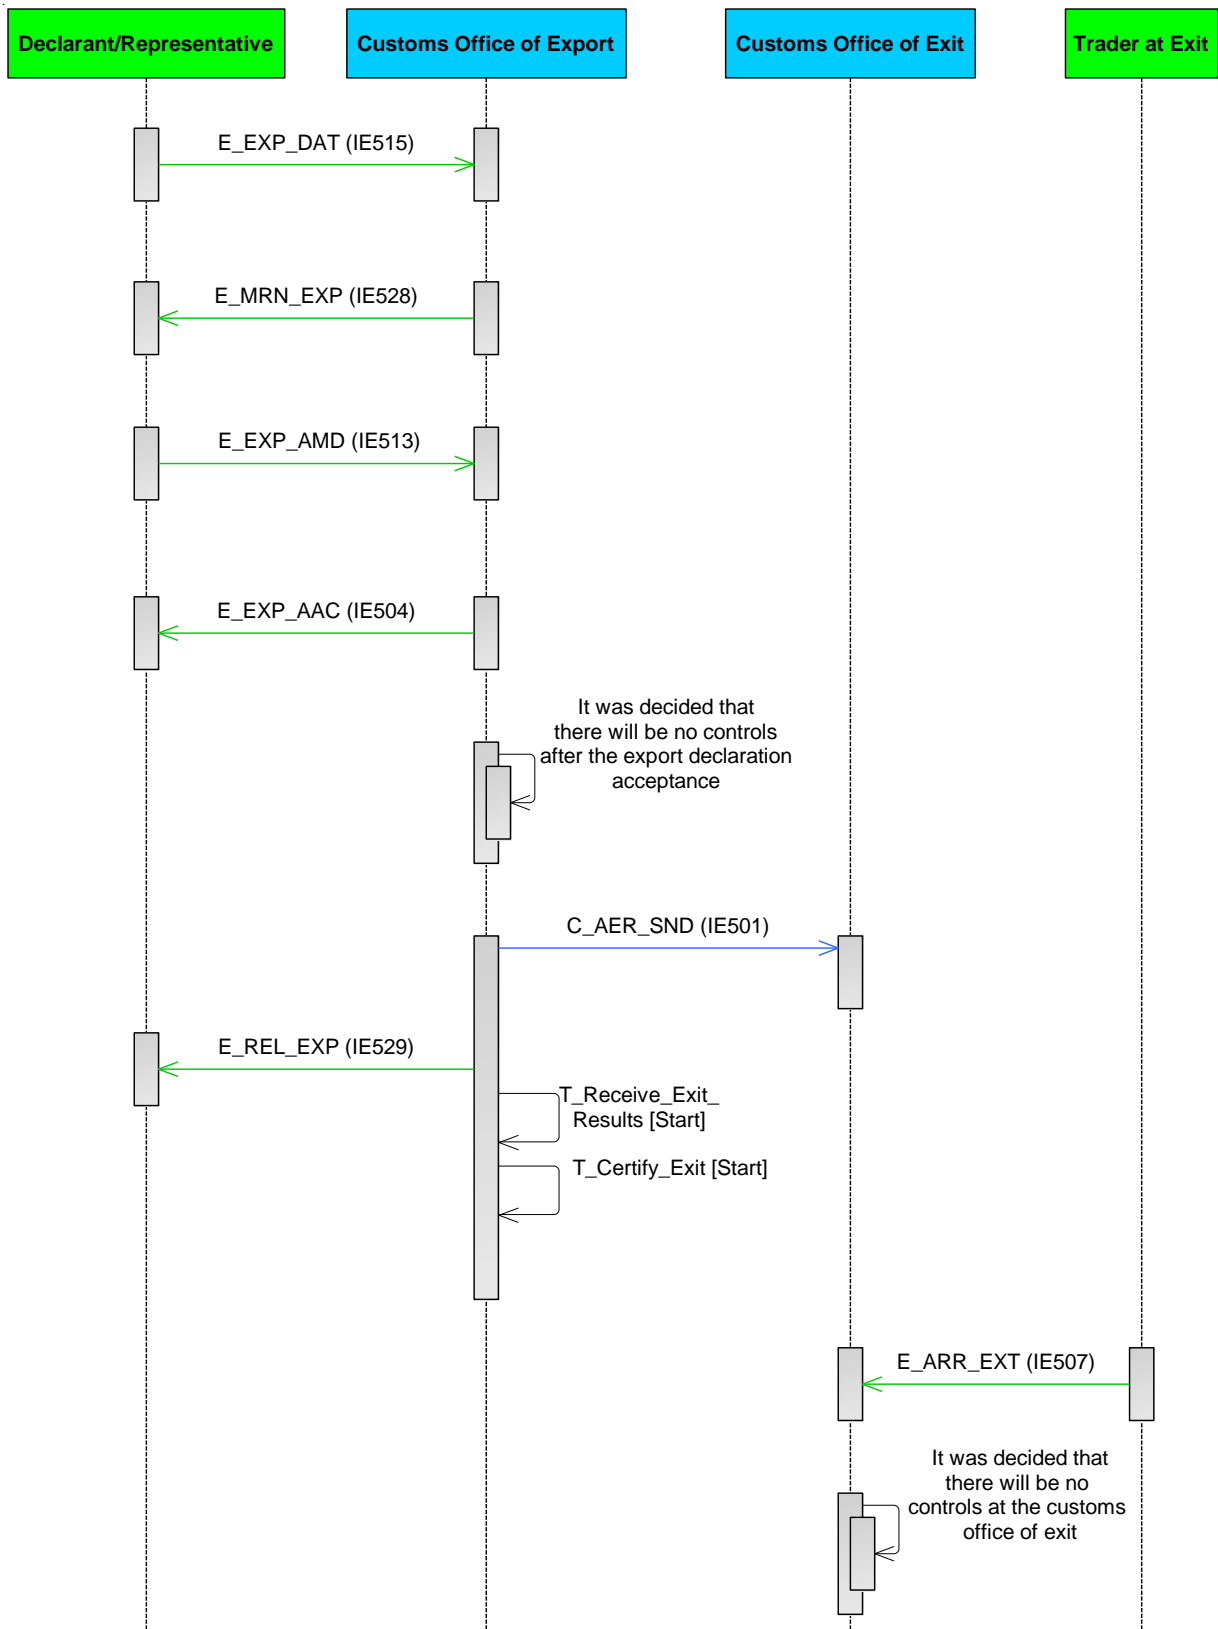 Declarant/Representative
Customs Office of Export
Customs Office of Exit
Trader at Exit
E_EXP_DAT (IE515)
E_MRN_EXP (IE528)
E_EXP_AMD (IE513)
E_EXP_AAC (IE504)
It was decided that
there will be no controls
after the export declaration
acceptance
C_AER_SND (IE501)
E_REL_EXP (IE529)
T_Receive_Exit_
Results [Start]
T_Certify_Exit [Start]
E_ARR_EXT (IE507)
It was decided that
there will be no
controls at the customs
office of exit